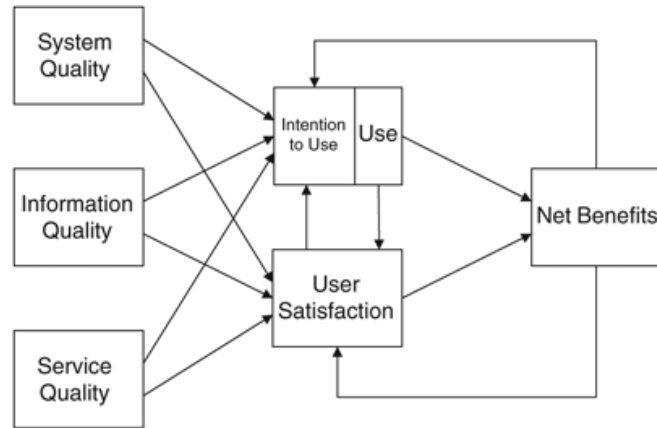 System
Quality
Intention
to Use
Use
Information
Quality
Net Benefits
User
Satisfaction
Service
Quality